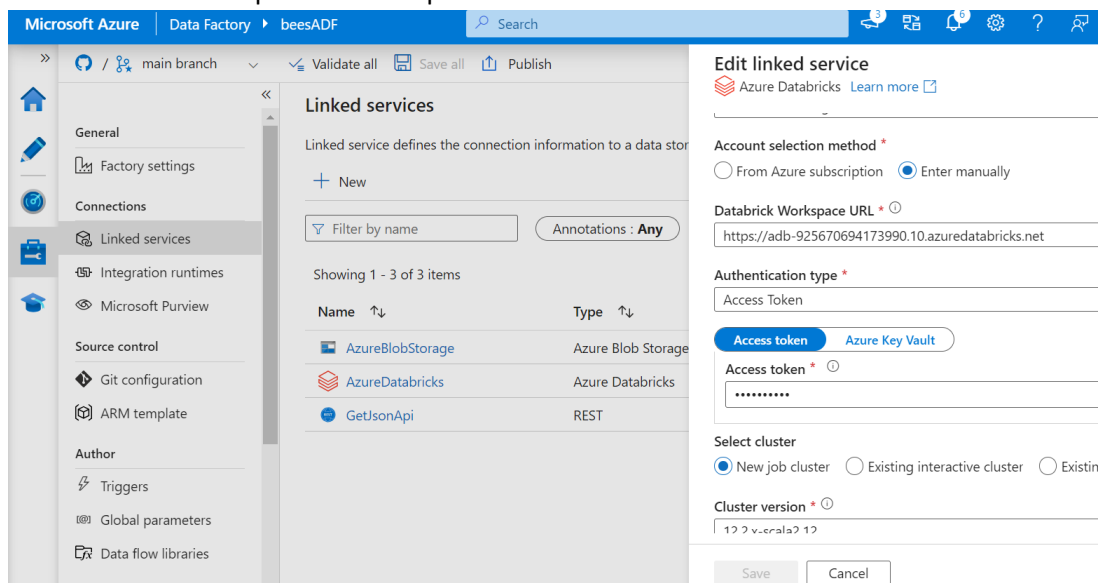 Microsoft Azure Data Factory beesADF Search 3 6 ?
/ main branch Validate all Save all Publish
General
Factory settings
Connections
Linked services
Integration runtimes
Microsoft Purview
Source control
Git configuration
ARM template
Author
Triggers
Global parameters
Data flow libraries
Linked services
Linked service defines the connection information to a data stor
New
Filter by name Annotations : Any
Showing 1 - 3 of 3 items
Name Type
AzureBlobStorage Azure Blob Storage
AzureDatabricks Azure Databricks
GetJsonApi REST
Edit linked service
Azure Databricks Learn more
Account selection method *
From Azure subscription Enter manually
Databrick Workspace URL *
https://adb-925670694173990.10.azuredatabricks.net
Authentication type *
Access Token
Access token Azure Key Vault
Access token *
••••••••••
Select cluster
New job cluster Existing interactive cluster Existin
Cluster version *
12.2.x-scala2.12
Save Cancel